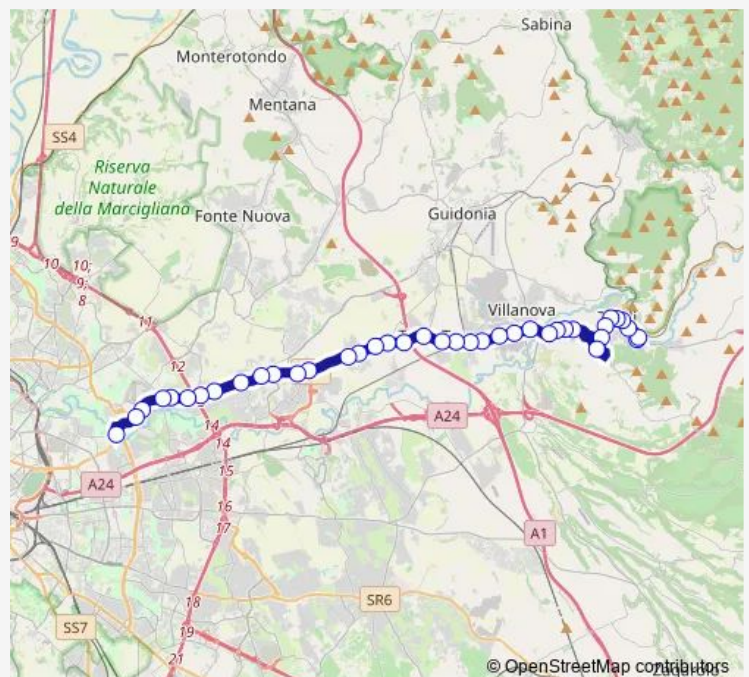 Sabina
Monterotondo
Mentana
SS4
Riserva
Naturale
della Marcigliana
Fonte Nuova
Guidonia
9
10
10;
9;
8
11
Villanova
12
14
14
A24
A24
15
16
17
A1
SR6
18
SS7
19
21
© OpenStreetMap contributors